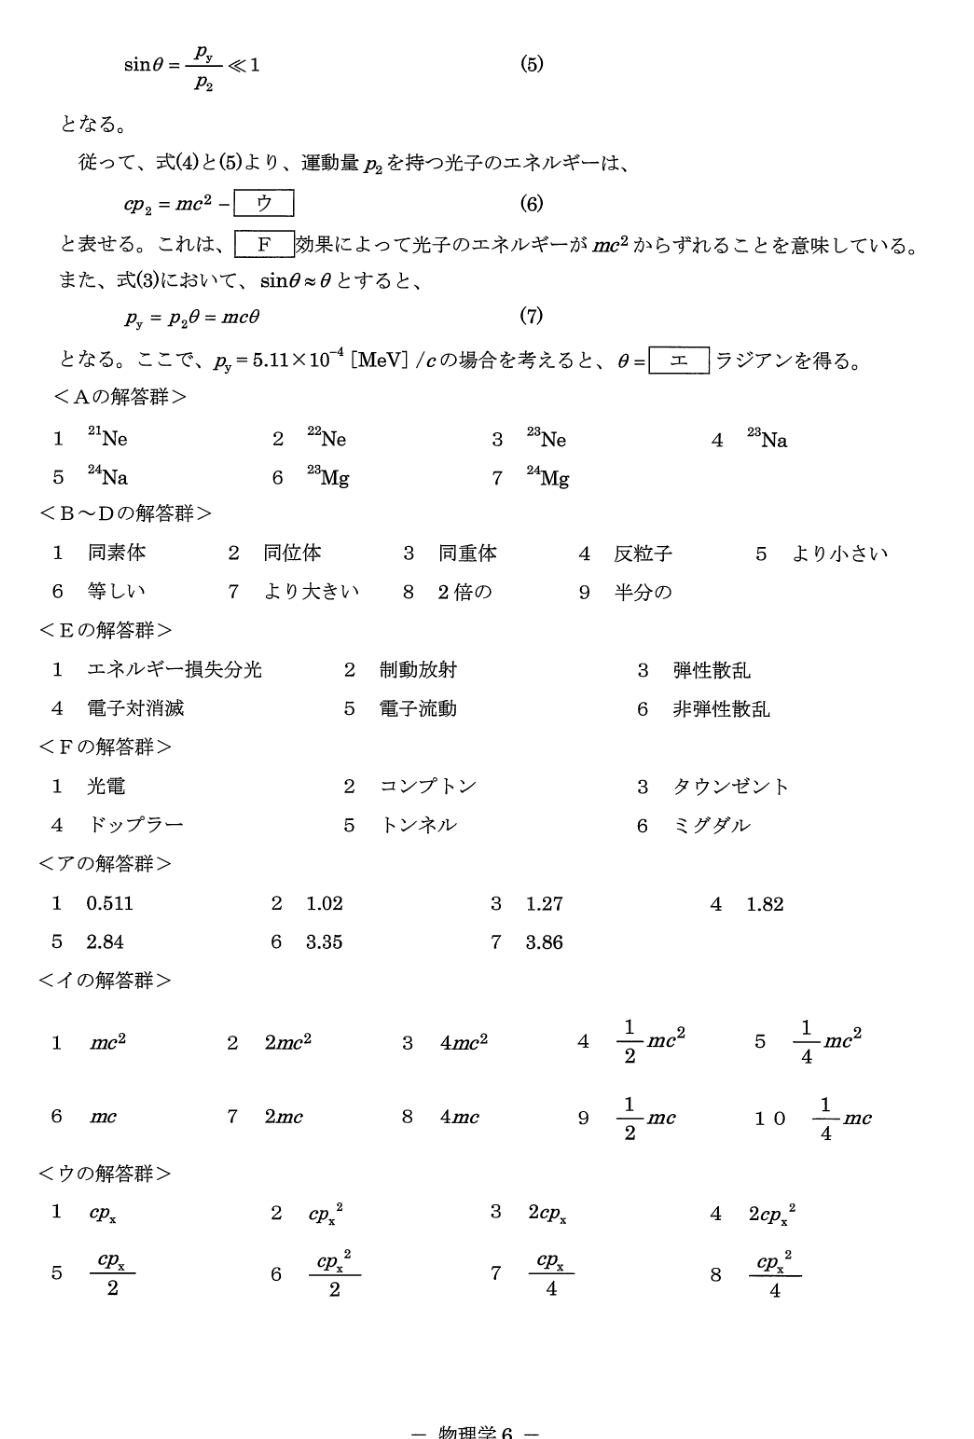 sinθ = p_y / p_2 ≪ 1 (5)
となる。
従って、式(4)と(5)より、運動量 p_2 を持つ光子のエネルギーは、
cp_2 = mc^2 − ウ (6)
と表せる。これは、 F 効果によって光子のエネルギーが mc^2 からずれることを意味している。
また、式(3)において、 sinθ ≈ θ とすると、
p_y = p_2θ = mcθ (7)
となる。ここで、p_y = 5.11×10^−4 [MeV] /c の場合を考えると、 θ = エ ラジアンを得る。
＜Aの解答群＞
1 ^21Ne 2 ^22Ne 3 ^23Ne 4 ^23Na
5 ^24Na 6 ^23Mg 7 ^24Mg
＜B～Dの解答群＞
1 同素体 2 同位体 3 同重体 4 反粒子 5 より小さい
6 等しい 7 より大きい 8 2倍の 9 半分の
＜Eの解答群＞
1 エネルギー損失分光 2 制動放射 3 弾性散乱
4 電子対消滅 5 電子流動 6 非弾性散乱
＜Fの解答群＞
1 光電 2 コンプトン 3 タウンゼント
4 ドップラー 5 トンネル 6 ミグダル
＜アの解答群＞
1 0.511 2 1.02 3 1.27 4 1.82
5 2.84 6 3.35 7 3.86
＜イの解答群＞
1 mc^2 2 2mc^2 3 4mc^2 4 1/2 mc^2 5 1/4 mc^2
6 mc 7 2mc 8 4mc 9 1/2 mc 10 1/4 mc
＜ウの解答群＞
1 cp_x 2 cp_x^2 3 2cp_x 4 2cp_x^2
5 cp_x / 2 6 cp_x^2 / 2 7 cp_x / 4 8 cp_x^2 / 4
－ 物理学 6 －